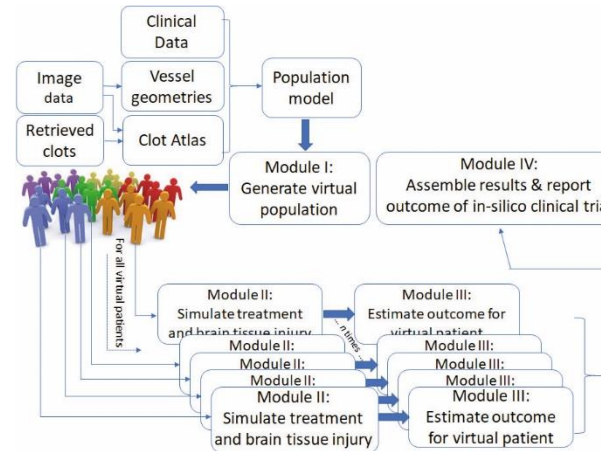 Clinical
Data
Image
data
Vessel
geometries
Population
model
Retrieved
clots
Clot Atlas
Module I:
Generate virtual
population
Module IV:
Assemble results & report
outcome of in-silico clinical tria
For all virtual
patients
Module II:
Simulate treatment
and brain tissue injury
n times
Module III:
Estimate outcome for
virtual patient
Module II:
Module III:
Module II:
Module III:
Module II:
Module III:
Module II:
Simulate treatment
and brain tissue injury
Module III:
Estimate outcome
for virtual patient